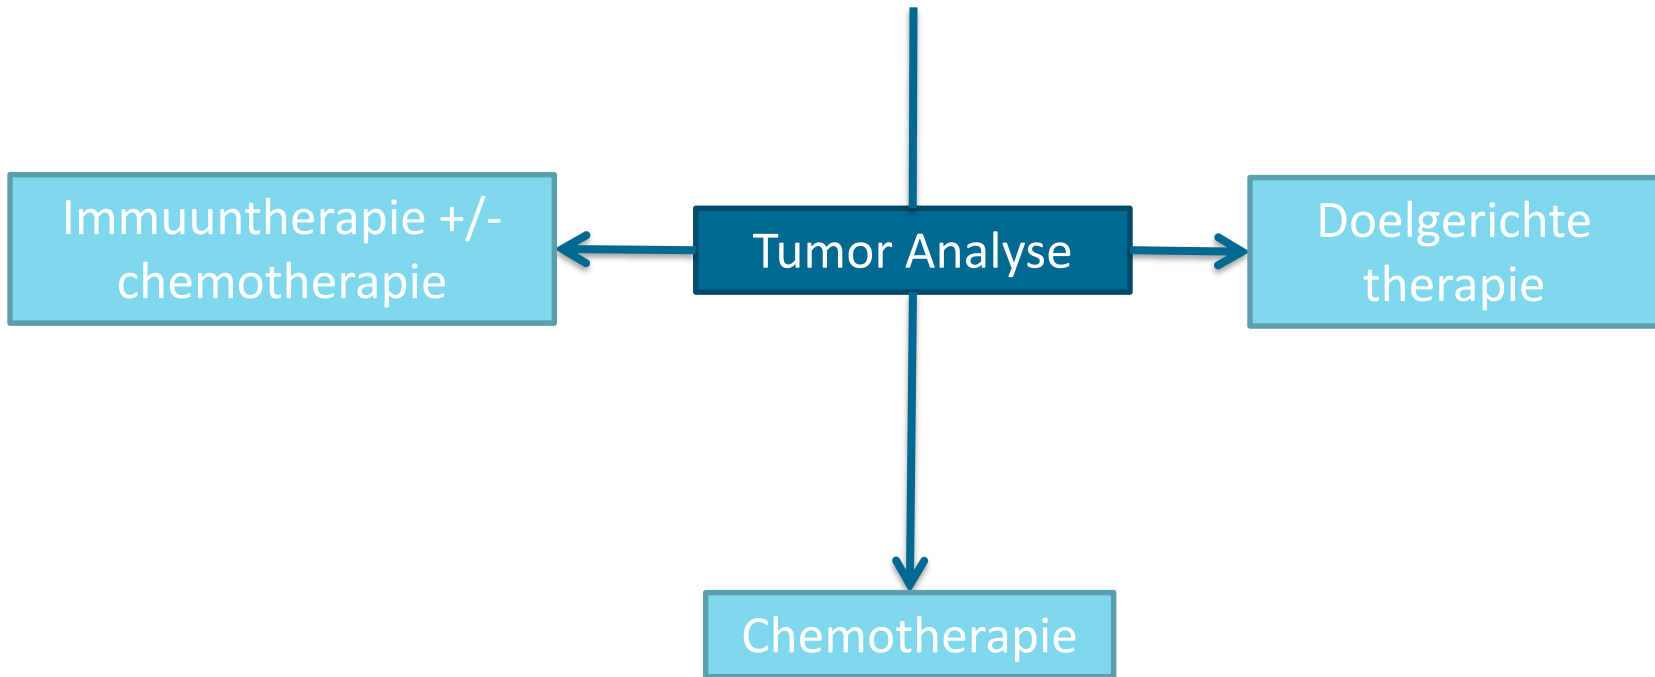 Immuuntherapie +/-
chemotherapie
Tumor Analyse
Doelgerichte
therapie
Chemotherapie